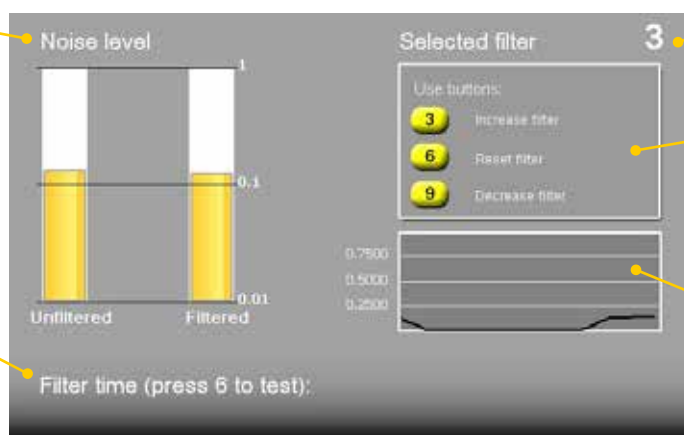 Noise level
1
0.1
0.01
Unfiltered
Filtered
Selected filter
3
Use buttons:
3 Increase filter
6 Reset filter
9 Decrease filter
0.7500
0.5000
0.2500
Filter time (press 6 to test):